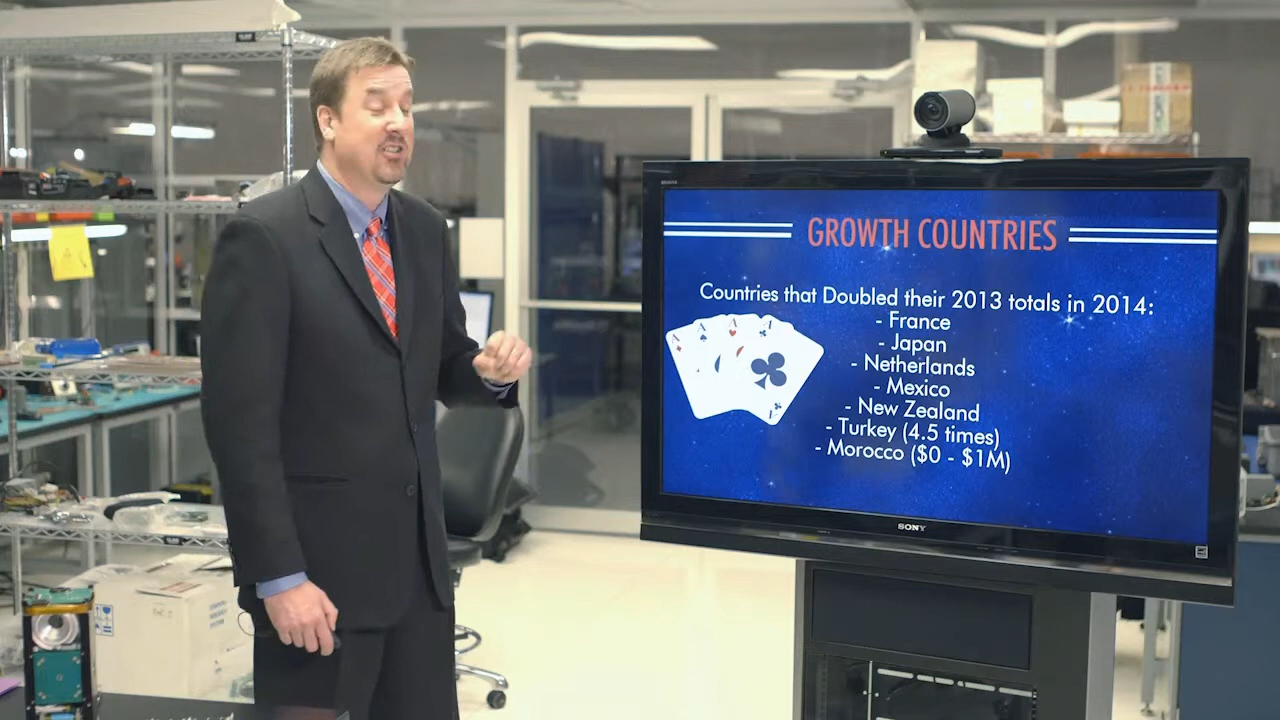 GROWTH COUNTRIES
Countries that Doubled their 2013 totals in 2014:
- France
- Japan
- Netherlands
- Mexico
- New Zealand
- Turkey (4.5 times)
- Morocco ($0 - $1M)
A
A
A
A
A
SONY